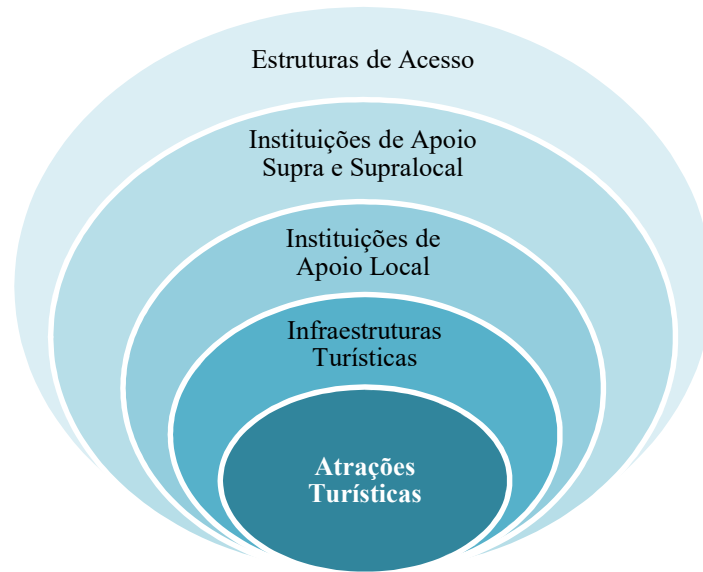 Estruturas de Acesso
Instituições de Apoio
Supra e Supralocal
Instituições de
Apoio Local
Infraestruturas
Turísticas
Atrações
Turísticas